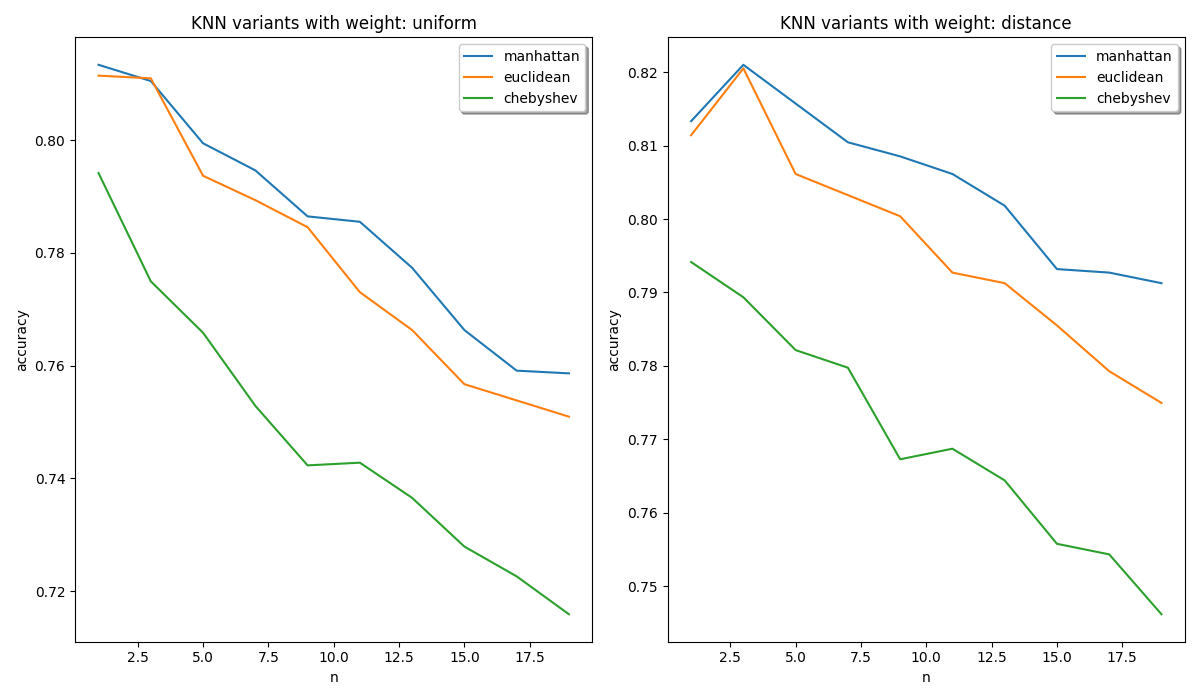 KNN variants with weight: uniform
manhattan
euclidean
chebyshev
accuracy
0.80
0.78
0.76
0.74
0.72
2.5 5.0 7.5 10.0 12.5 15.0 17.5
n
KNN variants with weight: distance
manhattan
euclidean
chebyshev
accuracy
0.82
0.81
0.80
0.79
0.78
0.77
0.76
0.75
2.5 5.0 7.5 10.0 12.5 15.0 17.5
n